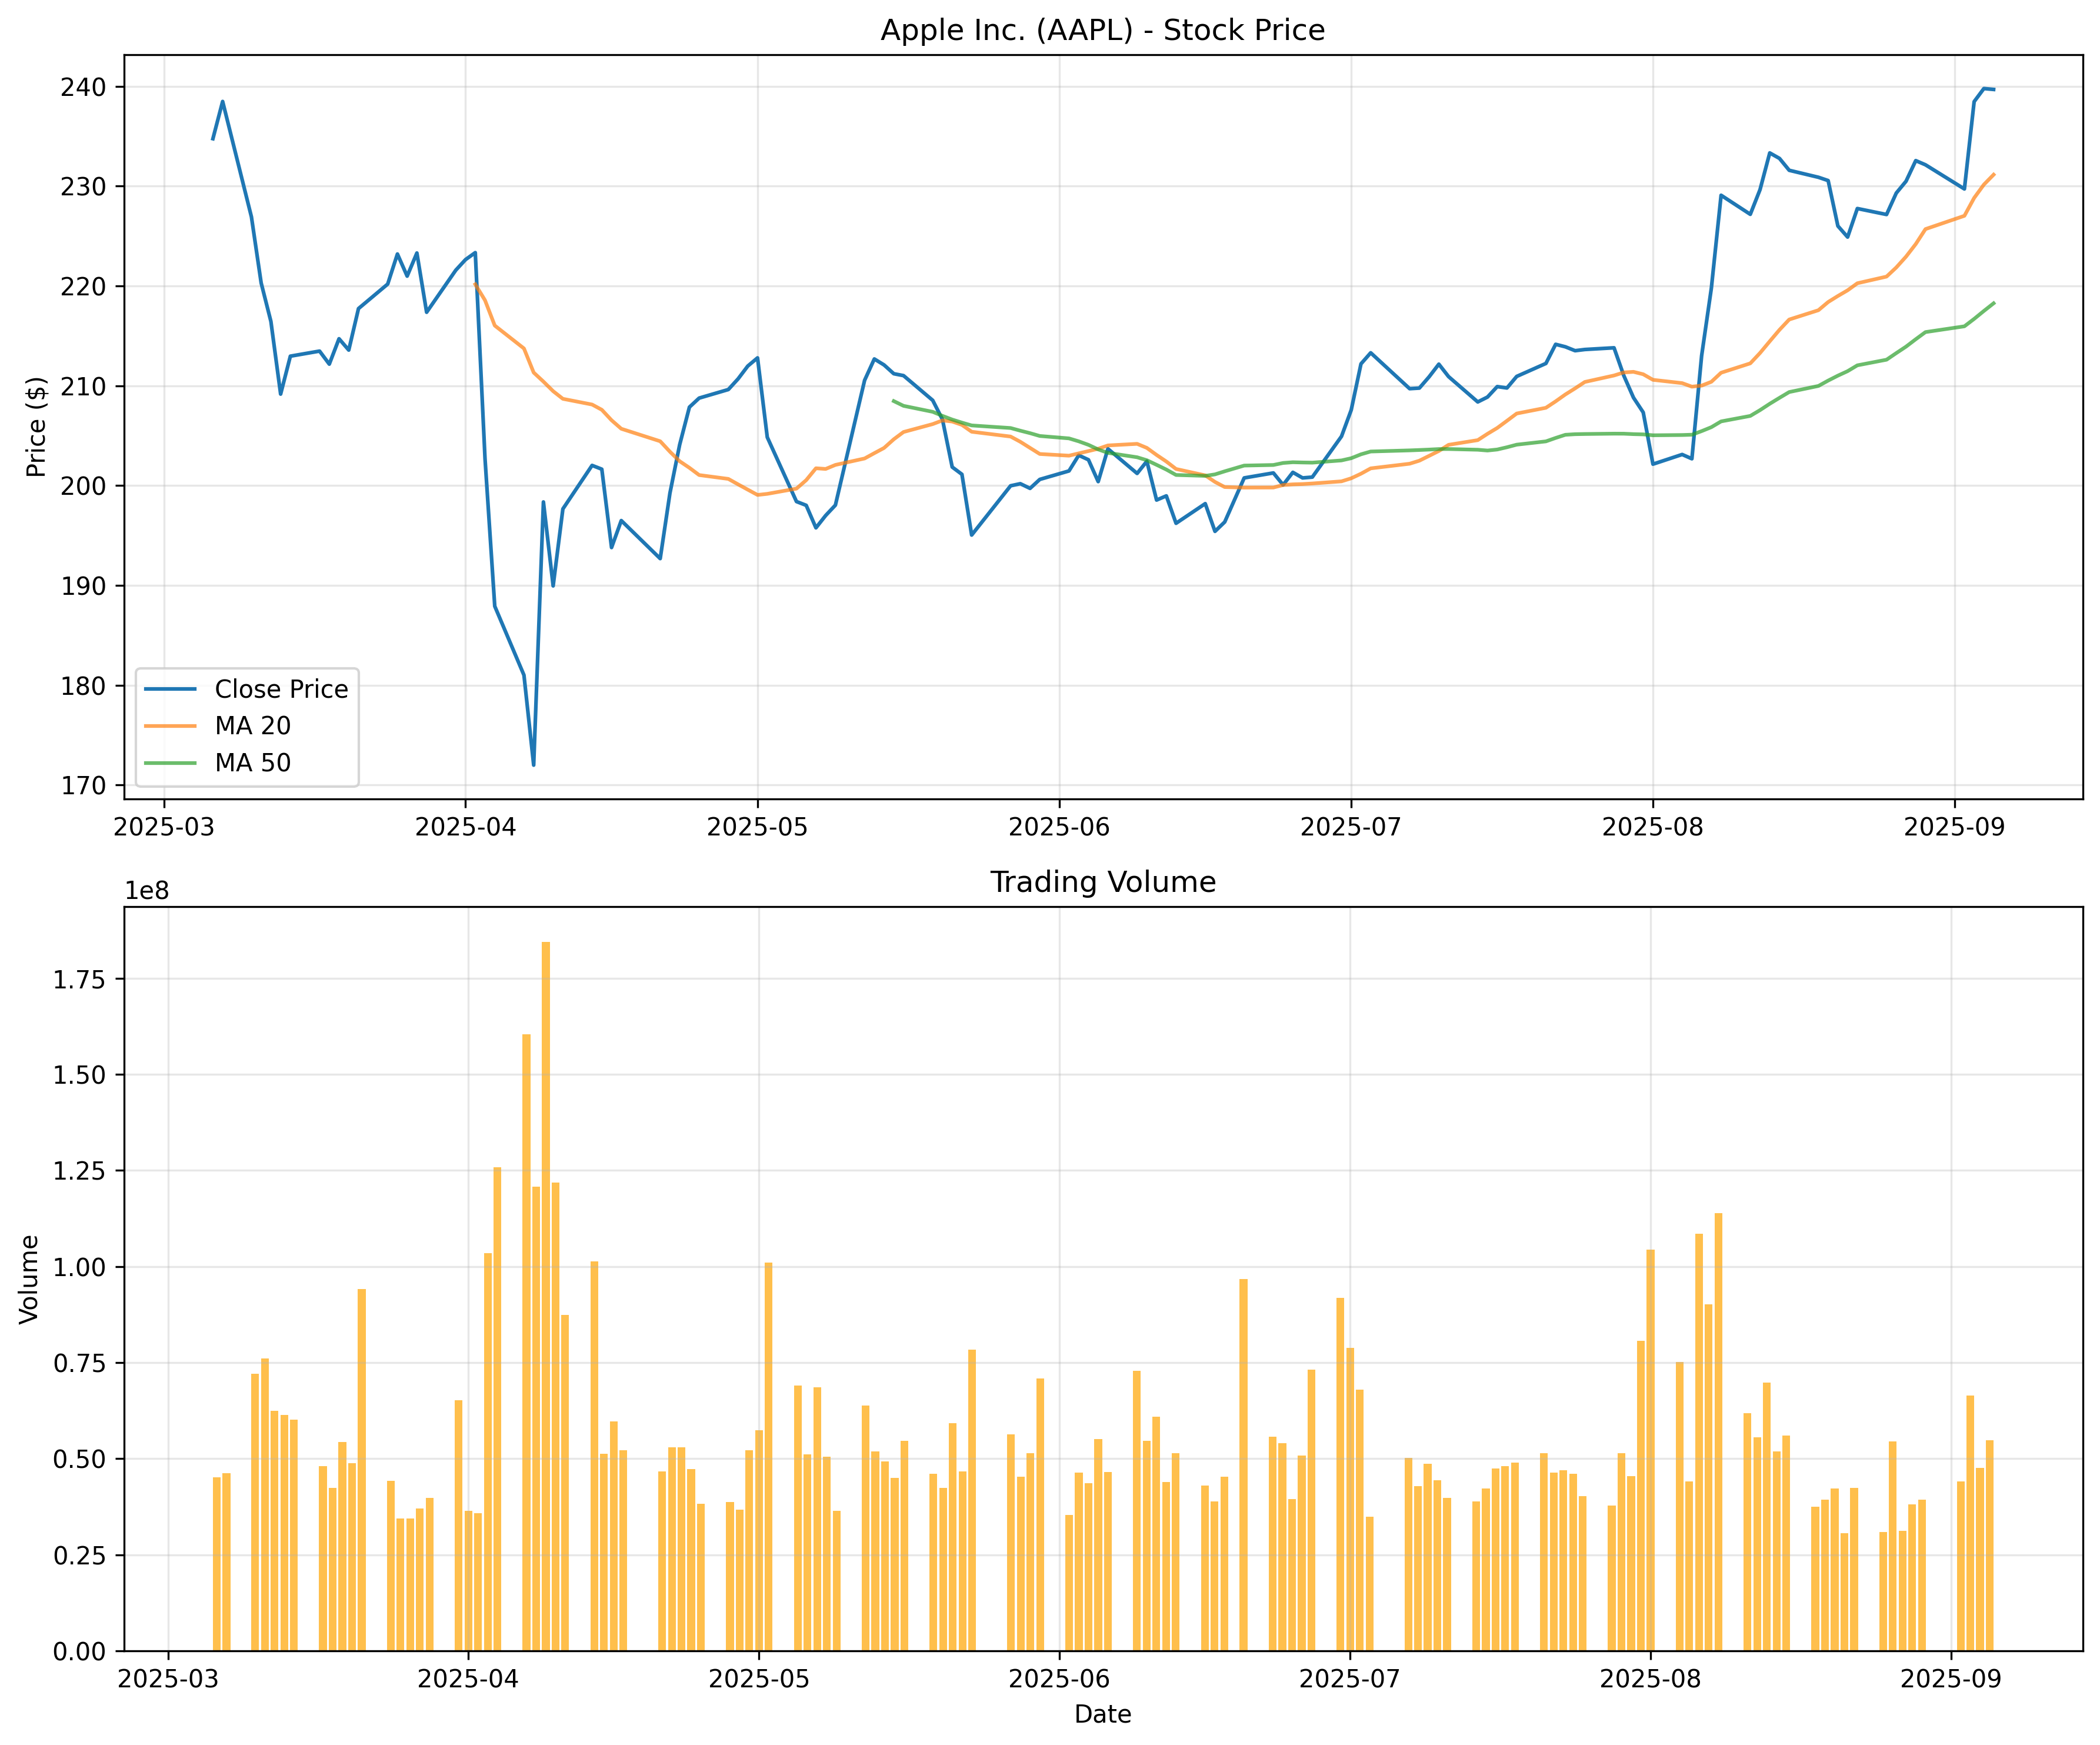 Apple Inc. (AAPL) - Stock Price
Price ($)
240
230
220
210
200
190
180
170
Close Price
MA 20
MA 50
2025-03 2025-04 2025-05 2025-06 2025-07 2025-08 2025-09
Trading Volume
1e8
Volume
1.75
1.50
1.25
1.00
0.75
0.50
0.25
0.00
2025-03 2025-04 2025-05 2025-06 2025-07 2025-08 2025-09
Date